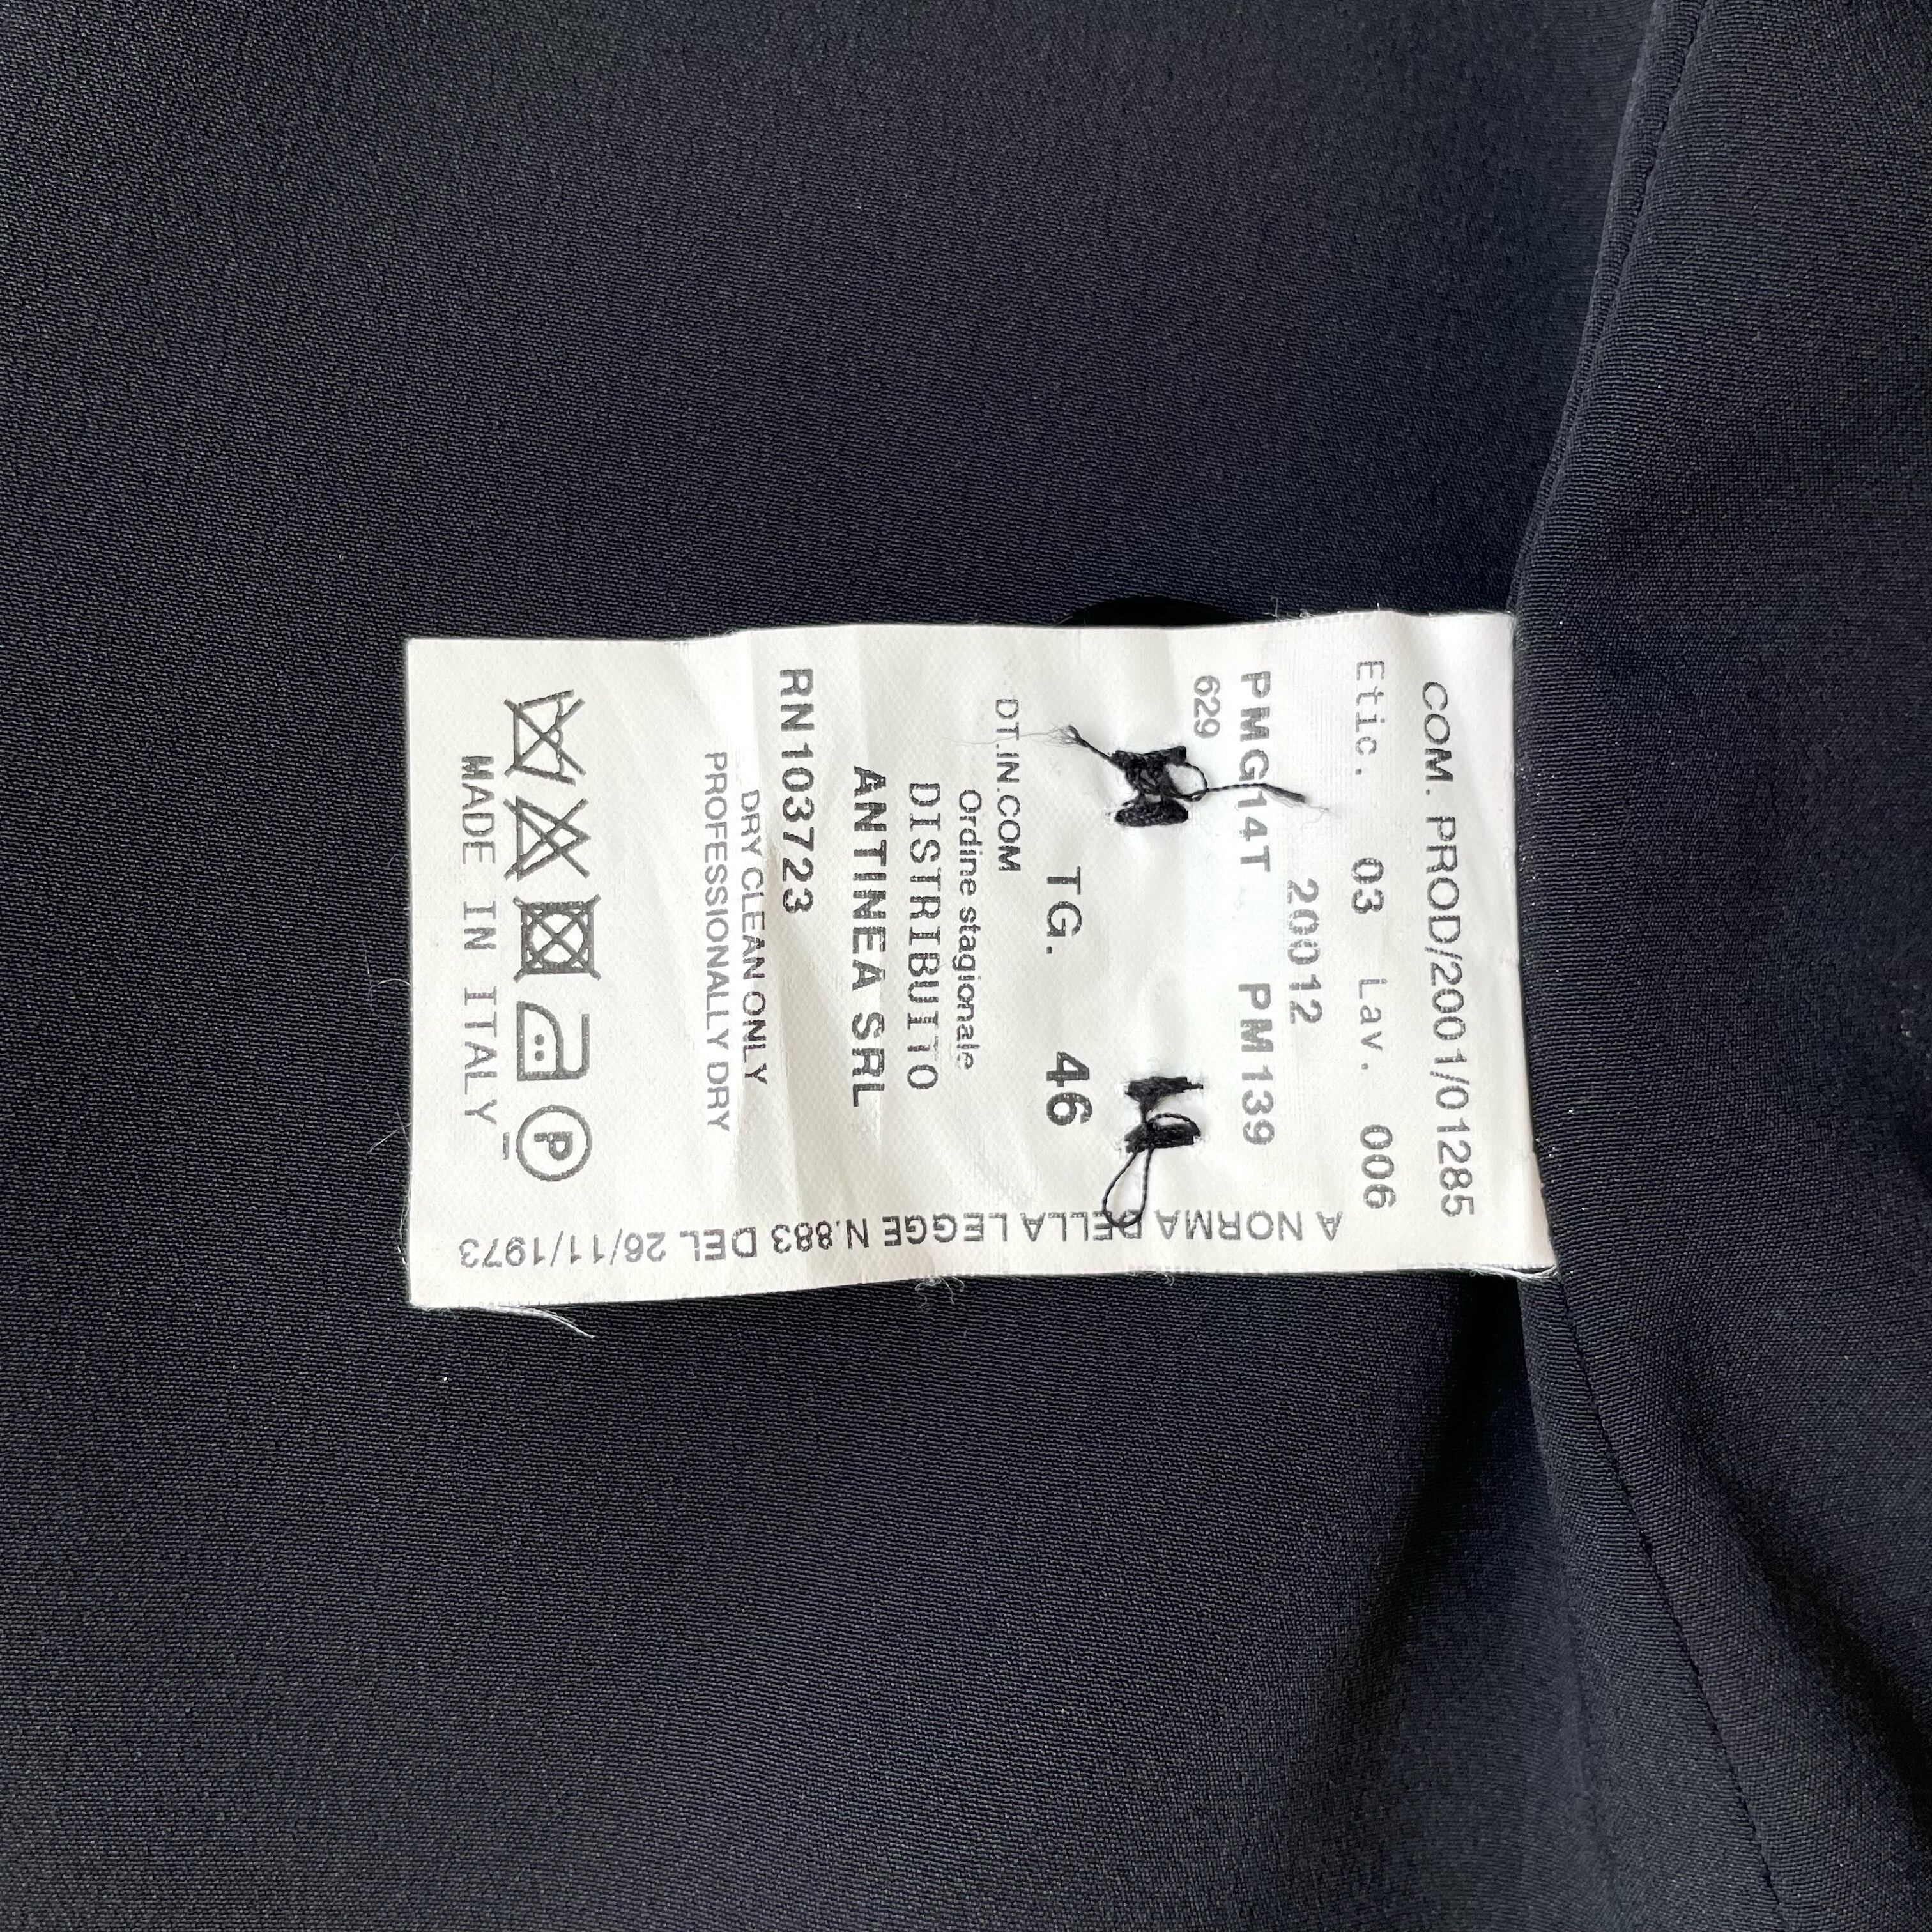 COM. PROD/2001/01285
Etic. 03 Lav. 006
20012
PMG14T PM139
629
TG. 46
DT.IN.COM
Ordine stagionale
DISTRIBUITO
ANTINEA SRL
RN103723
DRY CLEAN ONLY
PROFESSIONALLY DRY
P
MADE IN ITALY
A NORMA DELLA LEGGE N.883 DEL 26/11/1973